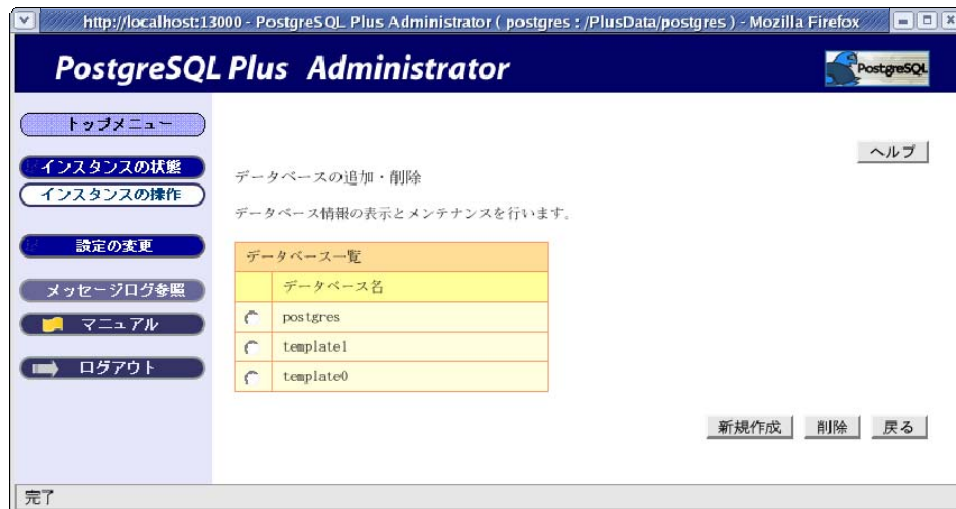 http://localhost:13000 - PostgreSQL Plus Administrator ( postgres : /PlusData/postgres ) - Mozilla Firefox
PostgreSQL Plus Administrator
PostgreSQL
トップメニュー
インスタンスの状態
インスタンスの操作
設定の変更
メッセージログ参照
マニュアル
ログアウト
ヘルプ
データベースの追加・削除
データベース情報の表示とメンテナンスを行います。
データベース一覧
データベース名
postgres
template1
template0
新規作成 削除 戻る
完了